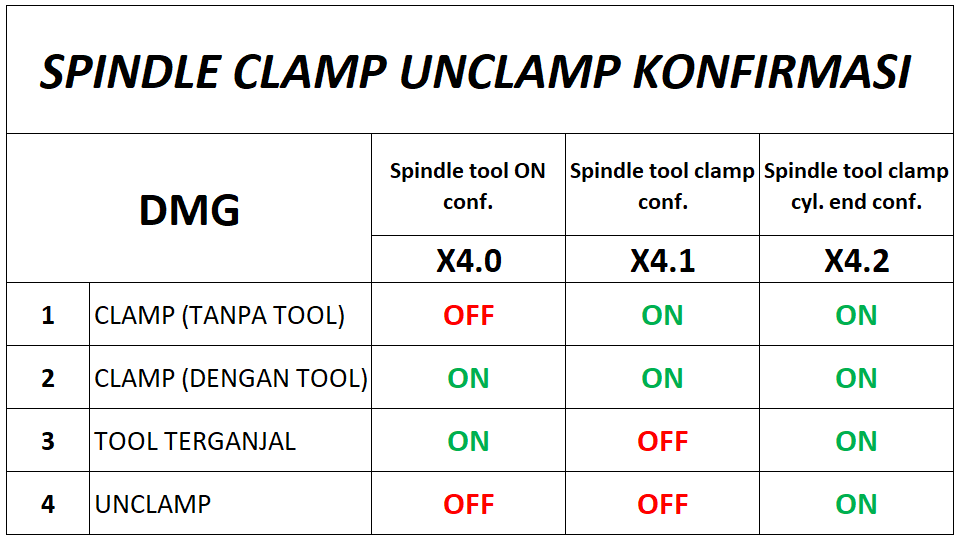 SPINDLE CLAMP UNCLAMP KONFIRMASI
DMG
Spindle tool ON
conf.
Spindle tool clamp
conf.
Spindle tool clamp
cyl. end conf.
X4.0 X4.1 X4.2
1 CLAMP (TANPA TOOL) OFF ON ON
2 CLAMP (DENGAN TOOL) ON ON ON
3 TOOL TERGANJAL ON OFF ON
4 UNCLAMP OFF OFF ON